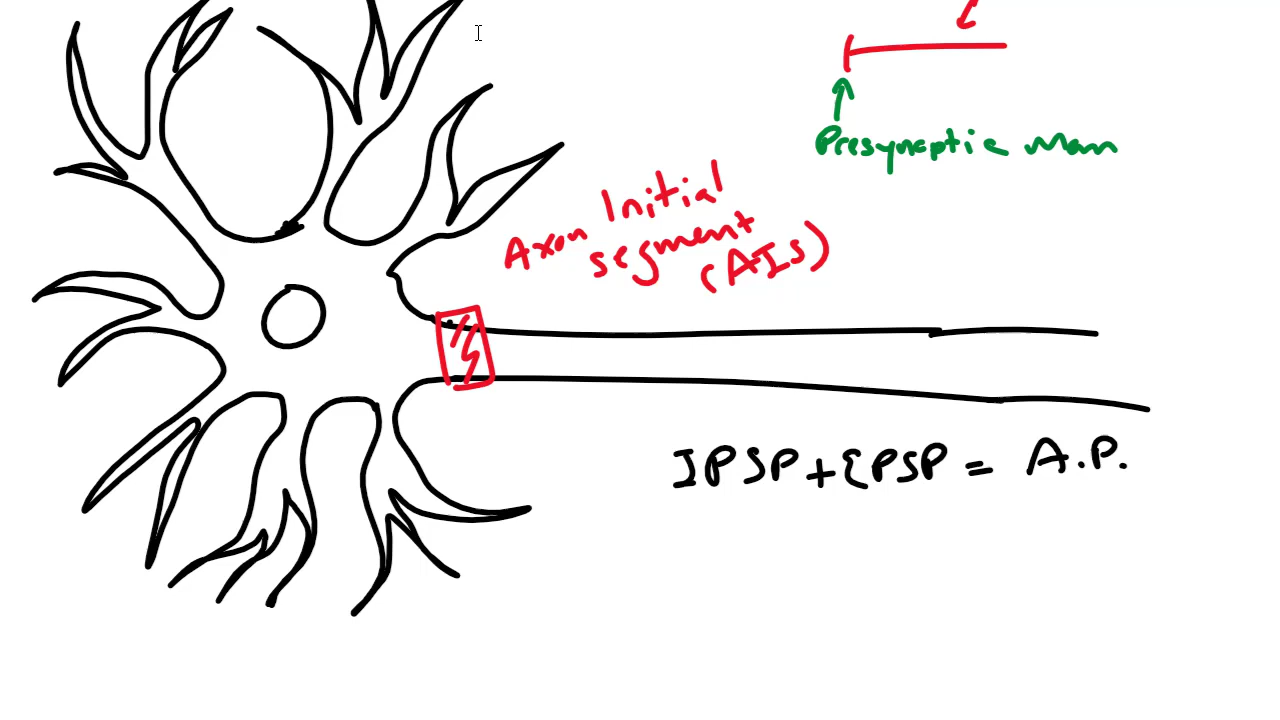 Presynaptic Mem
Axon Initial
segment
(AIS)
IPSP + EPSP = A.P.